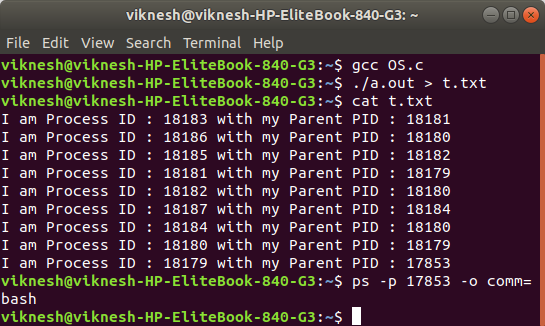 viknesh@viknesh-HP-EliteBook-840-G3: ~
File Edit View Search Terminal Help
viknesh@viknesh-HP-EliteBook-840-G3:~$ gcc OS.c
viknesh@viknesh-HP-EliteBook-840-G3:~$ ./a.out > t.txt
viknesh@viknesh-HP-EliteBook-840-G3:~$ cat t.txt
I am Process ID : 18183 with my Parent PID : 18181
I am Process ID : 18186 with my Parent PID : 18180
I am Process ID : 18185 with my Parent PID : 18182
I am Process ID : 18181 with my Parent PID : 18179
I am Process ID : 18182 with my Parent PID : 18180
I am Process ID : 18187 with my Parent PID : 18184
I am Process ID : 18184 with my Parent PID : 18180
I am Process ID : 18180 with my Parent PID : 18179
I am Process ID : 18179 with my Parent PID : 17853
viknesh@viknesh-HP-EliteBook-840-G3:~$ ps -p 17853 -o comm=
bash
viknesh@viknesh-HP-EliteBook-840-G3:~$